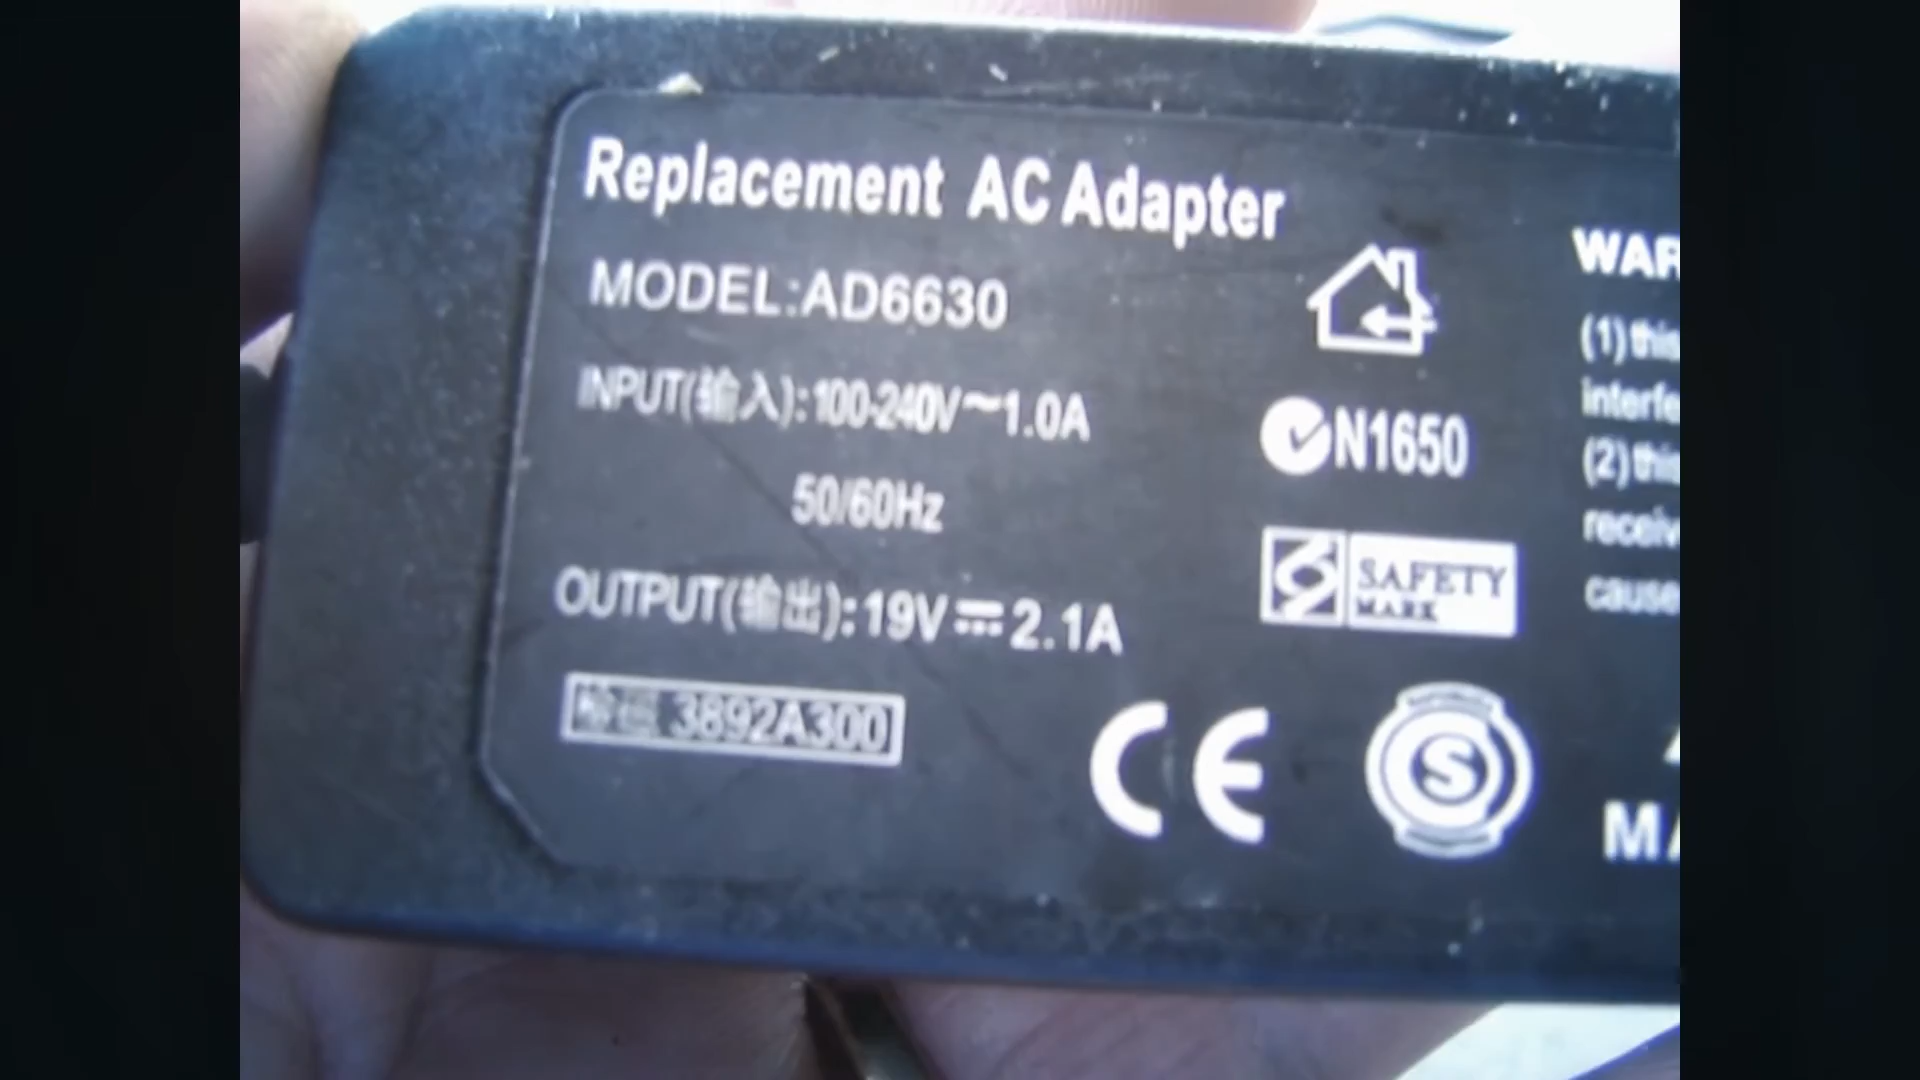 Replacement AC Adapter
MODEL:AD6630
INPUT(输入):100-240V~1.0A
50/60Hz
OUTPUT(输出):19V⎓2.1A
3892A300
N1650
SAFETY
MARK
CE
S
WAR
(1)this
interfe
(2)this
receiv
cause
MA